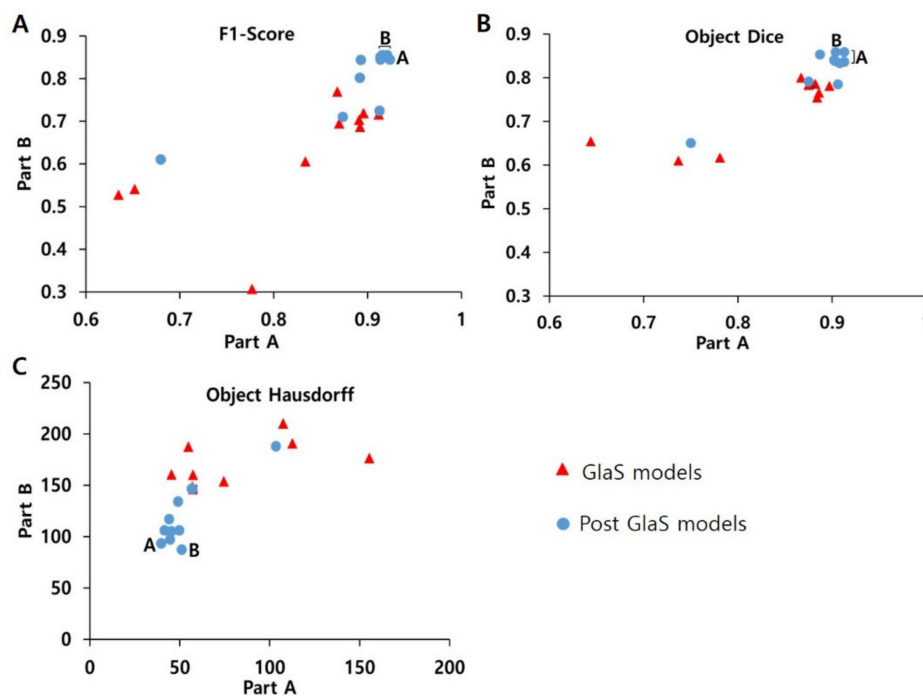 A
F1-Score
0.9
0.8
0.7
0.6
0.5
0.4
0.3
Part B
B
A
0.6
0.7
0.8
0.9
1
Part A
B
Object Dice
0.9
0.8
0.7
0.6
0.5
0.4
0.3
Part B
B
A
0.6
0.7
0.8
0.9
Part A
C
Object Hausdorff
250
200
150
100
50
0
Part B
A
B
0
50
100
150
200
Part A
GlaS models
Post GlaS models